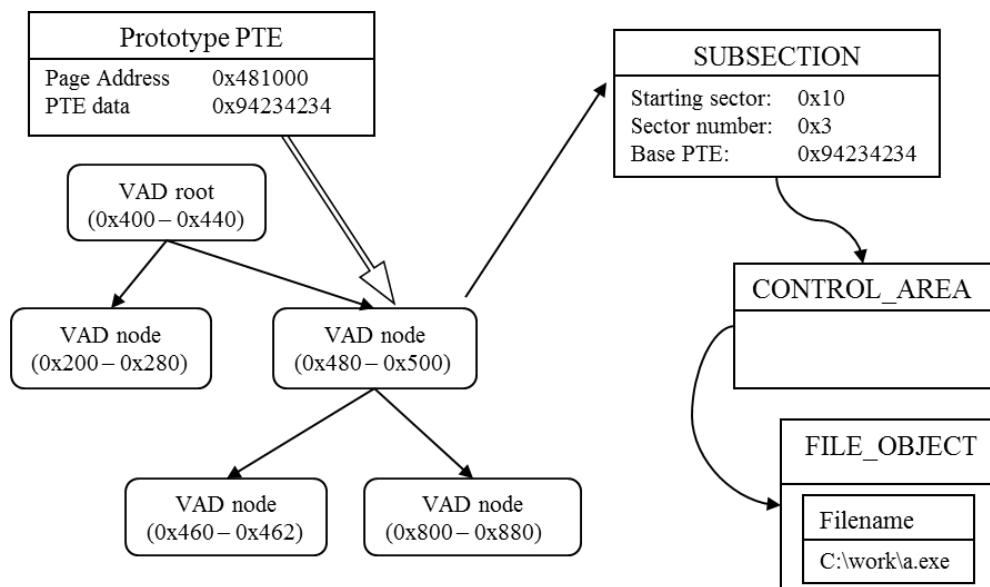 Prototype PTE
Page Address 0x481000
PTE data 0x94234234
SUBSECTION
Starting sector: 0x10
Sector number: 0x3
Base PTE: 0x94234234
VAD root
(0x400 – 0x440)
VAD node
(0x200 – 0x280)
VAD node
(0x480 – 0x500)
VAD node
(0x460 – 0x462)
VAD node
(0x800 – 0x880)
CONTROL_AREA
FILE_OBJECT
Filename
C:\work\a.exe